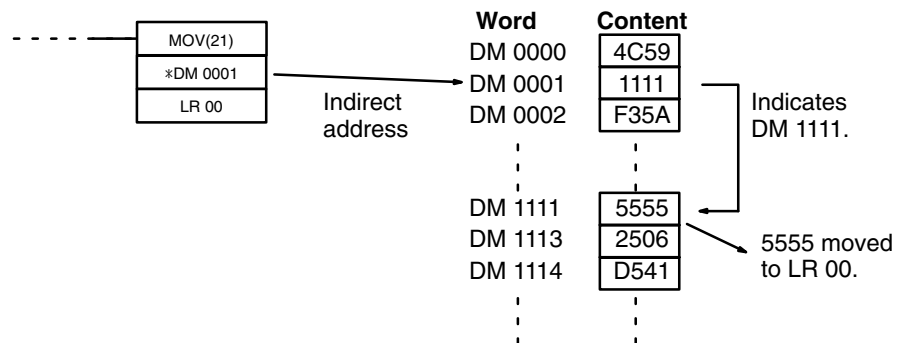 Word Content
MOV(21)
DM 0000 4C59
*DM 0001
DM 0001 1111
Indirect
address
Indicates
DM 1111.
LR 00
DM 0002 F35A
DM 1111 5555
DM 1113 2506
5555 moved
to LR 00.
DM 1114 D541